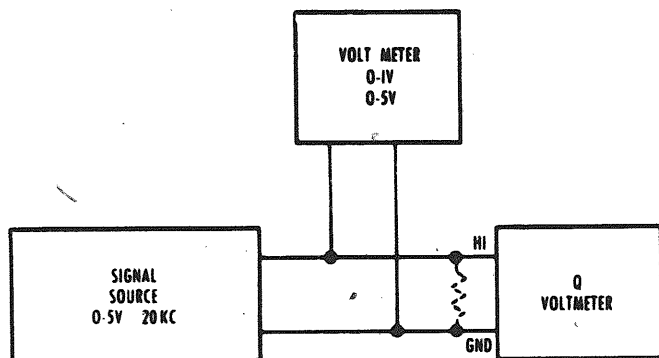 VOLT METER
0-1V
0-5V
HI
SIGNAL
SOURCE
0-5V 20KC
Q
VOLTMETER
GND